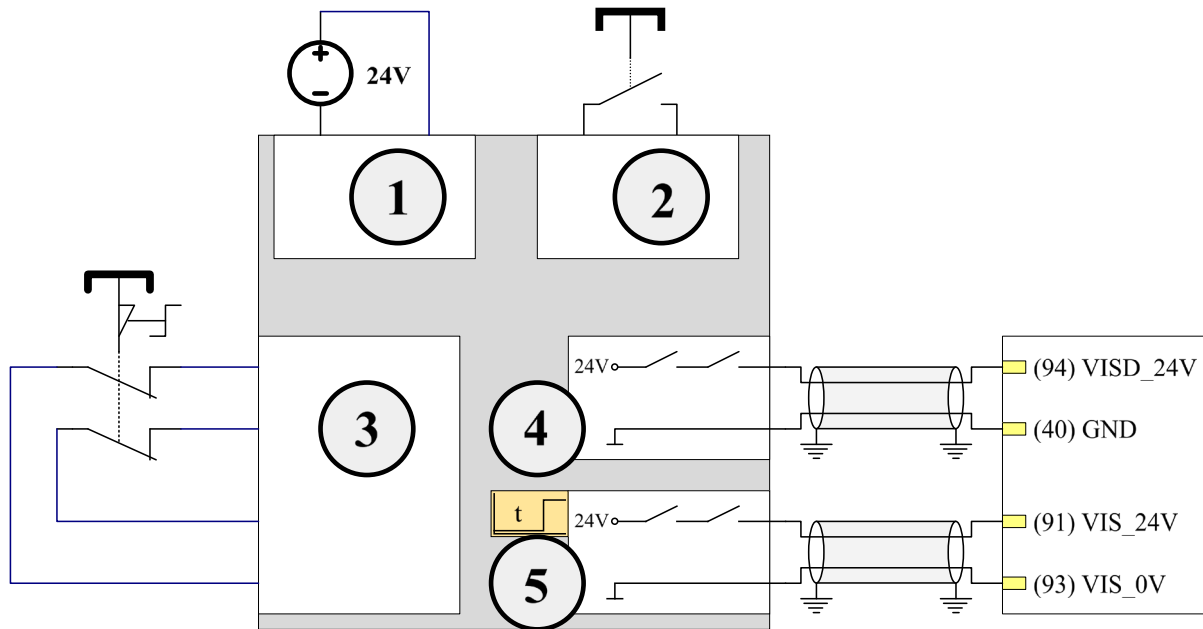 24V
1
2
3
24V
(94) VISD_24V
4
(40) GND
t
24V
(91) VIS_24V
5
(93) VIS_0V